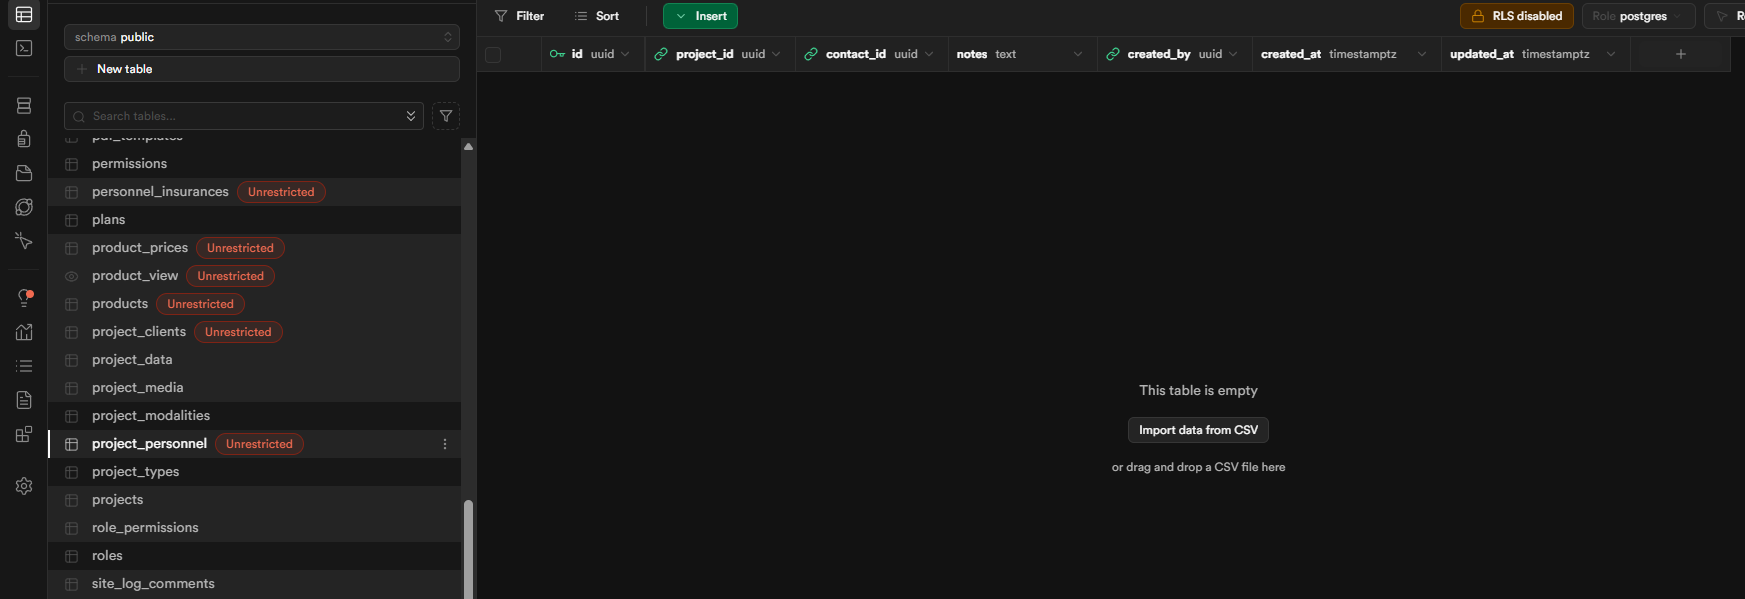 schema public
New table
Search tables...
pdf_templates
permissions
personnel_insurances Unrestricted
plans
product_prices Unrestricted
product_view Unrestricted
products Unrestricted
project_clients Unrestricted
project_data
project_media
project_modalities
project_personnel Unrestricted
project_types
projects
role_permissions
roles
site_log_comments
Filter Sort Insert RLS disabled Role postgres
id uuid project_id uuid contact_id uuid notes text created_by uuid created_at timestamptz updated_at timestamptz
This table is empty
Import data from CSV
or drag and drop a CSV file here